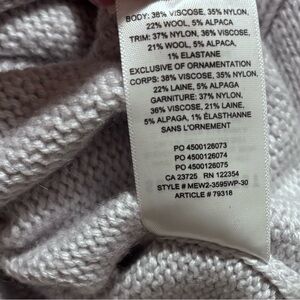 BODY: 38% VISCOSE, 35% NYLON,
22% WOOL, 5% ALPACA
TRIM: 37% NYLON, 36% VISCOSE,
21% WOOL, 5% ALPACA,
1% ELASTANE
EXCLUSIVE OF ORNAMENTATION
CORPS: 38% VISCOSE, 35% NYLON,
22% LAINE, 5% ALPAGA
GARNITURE: 37% NYLON,
36% VISCOSE, 21% LAINE,
5% ALPAGA, 1% ÉLASTHANNE
SANS L'ORNEMENT
PO 4500126073
PO 4500126074
PO 4500126075
CA 23725 RN 122354
STYLE # MEW2-3595WP-30
ARTICLE # 79318